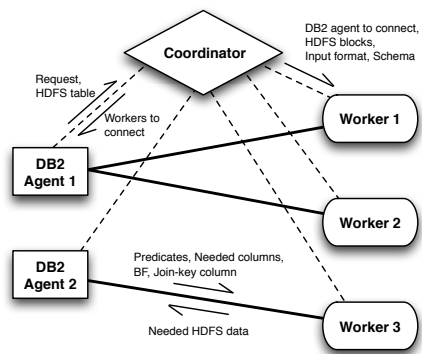 Coordinator
DB2 agent to connect,
HDFS blocks,
Input format, Schema
Request,
HDFS table
Workers to
connect
Worker 1
DB2
Agent 1
Worker 2
DB2
Agent 2
Predicates, Needed columns,
BF, Join-key column
Needed HDFS data
Worker 3